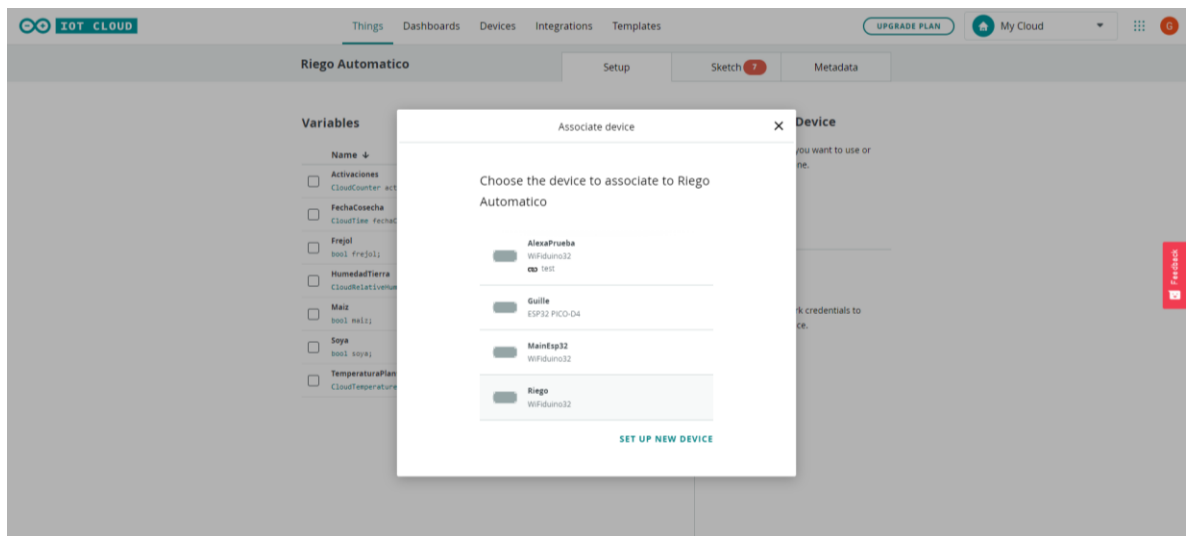 IOT CLOUD
Things Dashboards Devices Integrations Templates
UPGRADE PLAN
My Cloud
G
Riego Automatico
Setup
Sketch 7
Metadata
Variables
Name ↓
Activaciones
CloudCounter act
FechaCosecha
CloudTime fechaC
Frejol
bool frejol;
HumedadTierra
CloudRelativeHum
Maiz
bool maiz;
Soya
bool soya;
TemperaturaPlan
CloudTemperature
Associate device
Choose the device to associate to Riego
Automatico
AlexaPrueba
WiFiduino32
test
Guille
ESP32 PICO-D4
MainEsp32
WiFiduino32
Riego
WiFiduino32
SET UP NEW DEVICE
Device
you want to use or
ne.
rk credentials to
ce.
Feedback